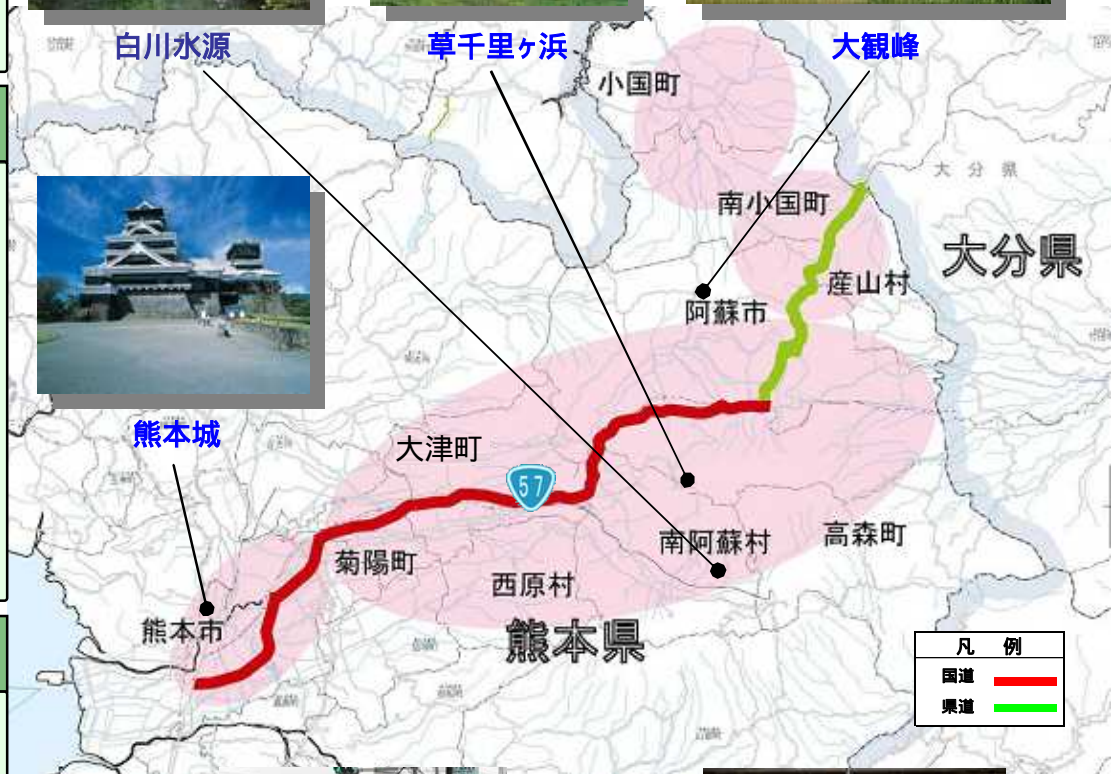 白川水源
草千里ヶ浜
大観峰
小国町
大分県
南小国町
大分県
産山村
阿蘇市
熊本城
大津町
57
高森町
南阿蘇村
菊陽町
西原村
熊本市
熊本県
凡 例
国道
県道